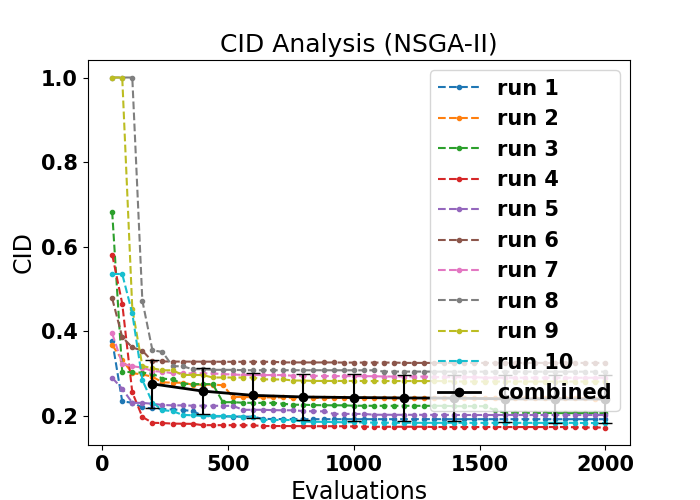 CID Analysis (NSGA-II)
CID
1.0
0.8
0.6
0.4
0.2
0
500
1000
1500
2000
Evaluations
run 1
run 2
run 3
run 4
run 5
run 6
run 7
run 8
run 9
run 10
combined